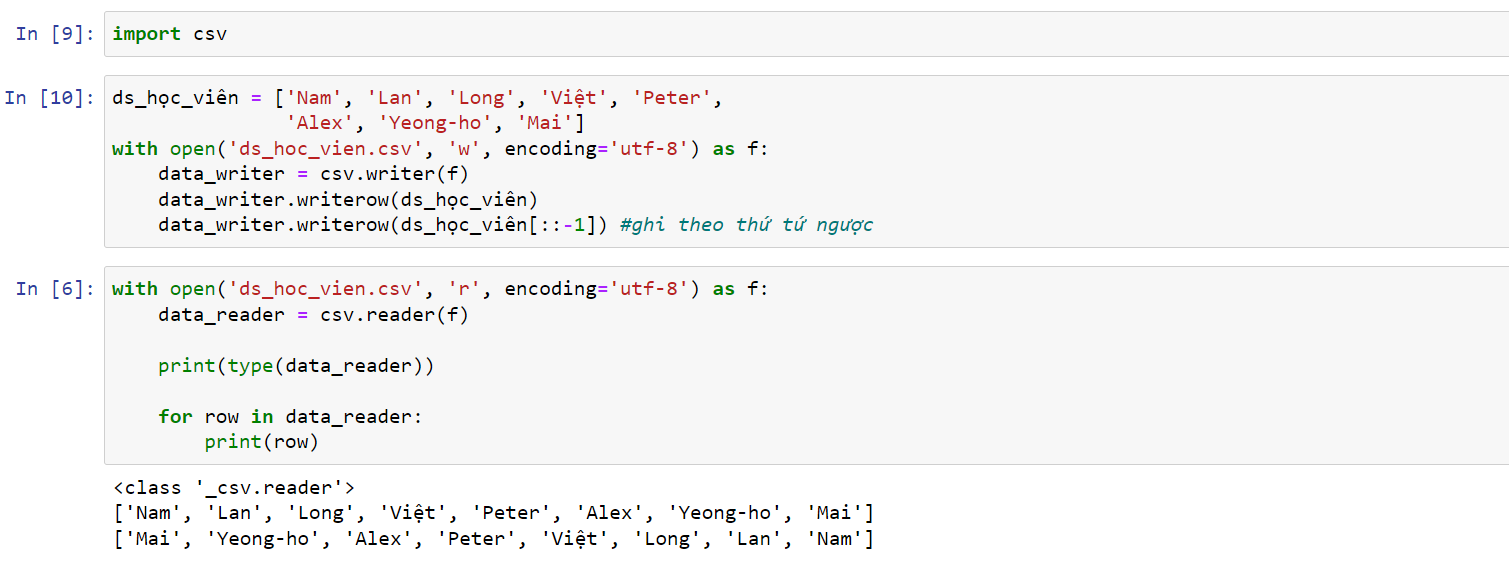 In [9]: import csv
In [10]: ds_học_viên = ['Nam', 'Lan', 'Long', 'Việt', 'Peter',
'Alex', 'Yeong-ho', 'Mai']
with open('ds_hoc_vien.csv', 'w', encoding='utf-8') as f:
data_writer = csv.writer(f)
data_writer.writerow(ds_học_viên)
data_writer.writerow(ds_học_viên[::-1]) #ghi theo thứ tứ ngược
In [6]: with open('ds_hoc_vien.csv', 'r', encoding='utf-8') as f:
data_reader = csv.reader(f)
print(type(data_reader))
for row in data_reader:
print(row)
<class '_csv.reader'>
['Nam', 'Lan', 'Long', 'Việt', 'Peter', 'Alex', 'Yeong-ho', 'Mai']
['Mai', 'Yeong-ho', 'Alex', 'Peter', 'Việt', 'Long', 'Lan', 'Nam']